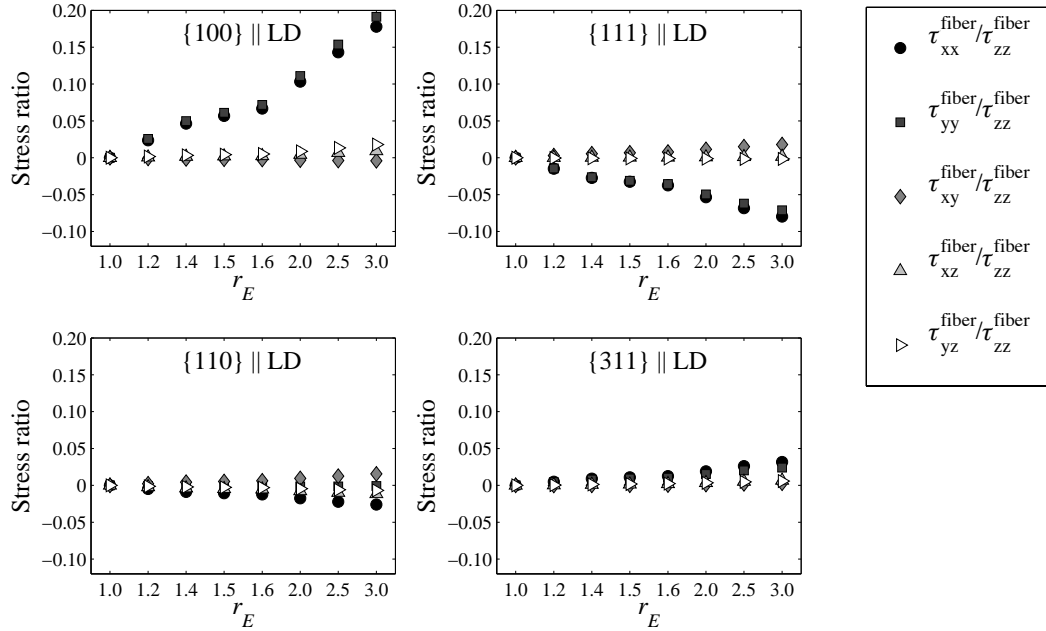 {100} || LD
Stress ratio
0.20
0.15
0.10
0.05
0
−0.05
−0.10
1.0 1.2 1.4 1.5 1.6 2.0 2.5 3.0
r_E
{111} || LD
Stress ratio
0.20
0.15
0.10
0.05
0
−0.05
−0.10
1.0 1.2 1.4 1.5 1.6 2.0 2.5 3.0
r_E
{110} || LD
Stress ratio
0.20
0.15
0.10
0.05
0
−0.05
−0.10
1.0 1.2 1.4 1.5 1.6 2.0 2.5 3.0
r_E
{311} || LD
Stress ratio
0.20
0.15
0.10
0.05
0
−0.05
−0.10
1.0 1.2 1.4 1.5 1.6 2.0 2.5 3.0
r_E
τ_xx^fiber/τ_zz^fiber
τ_yy^fiber/τ_zz^fiber
τ_xy^fiber/τ_zz^fiber
τ_xz^fiber/τ_zz^fiber
τ_yz^fiber/τ_zz^fiber